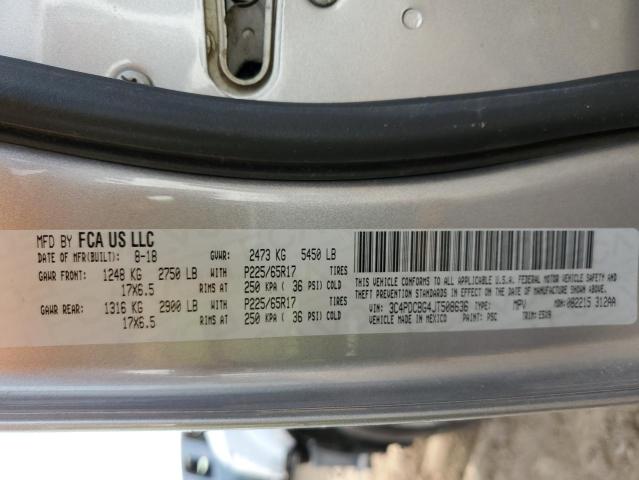 MFD BY FCA US LLC
DATE OF MFR(BUILT): 8-18 GVWR: 2473 KG 5450 LB
GAWR FRONT: 1248 KG 2750 LB WITH P225/65R17 TIRES
17X6.5 RIMS AT 250 KPA ( 36 PSI) COLD
GAWR REAR: 1316 KG 2900 LB WITH P225/65R17 TIRES
17X6.5 RIMS AT 250 KPA ( 36 PSI) COLD
THIS VEHICLE CONFORMS TO ALL APPLICABLE U.S.A. FEDERAL MOTOR VEHICLE SAFETY AND
THEFT PREVENTION STANDARDS IN EFFECT ON THE DATE OF MANUFACTURE SHOWN ABOVE.
VIN: 3C4PDCBG4JT508636 TYPE: MPV MDH: 082215 312AA
VEHICLE MADE IN MEXICO PAINT: PSC TRIM: E5X9